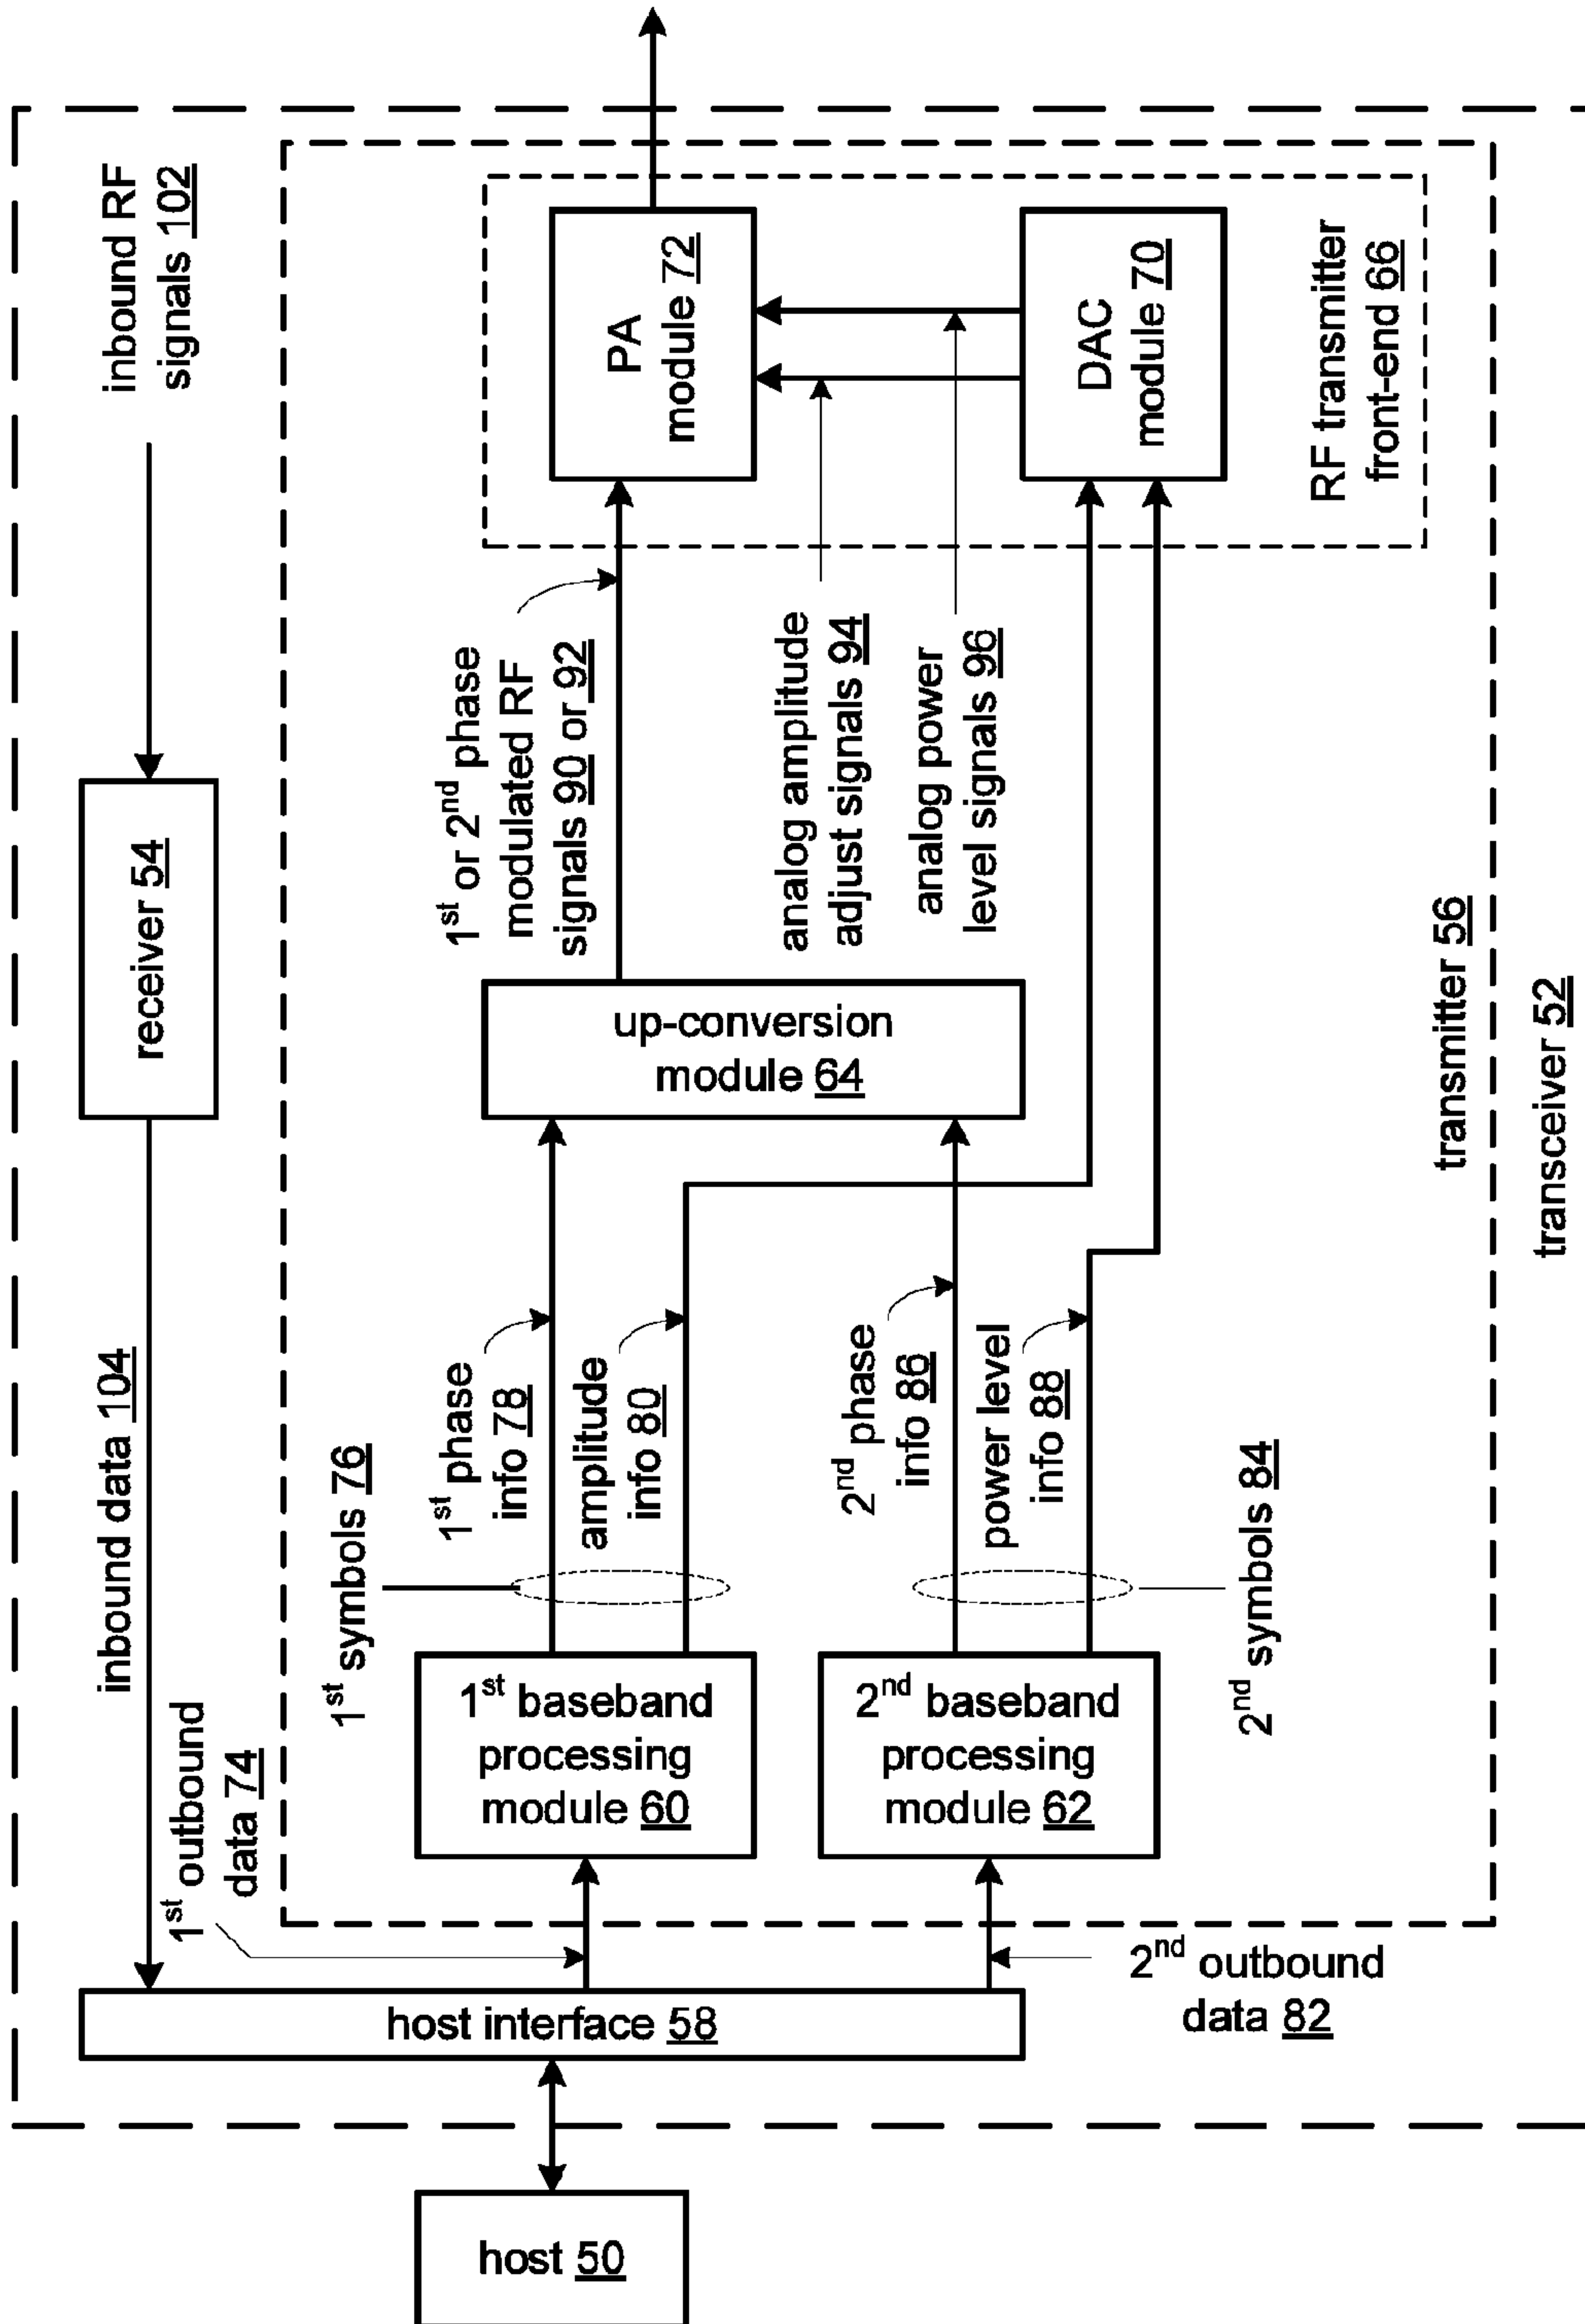 inbound RF
signals 102
receiver 54
inbound data 104
1st outbound
data 74
host interface 58
host 50
2nd outbound
data 82
1st symbols 76
1st baseband
processing
module 60
2nd baseband
processing
module 62
2nd symbols 84
1st phase
info 78
amplitude
info 80
2nd phase
info 86
power level
info 88
up-conversion
module 64
1st or 2nd phase
modulated RF
signals 90 or 92
analog amplitude
adjust signals 94
analog power
level signals 96
PA
module 72
DAC
module 70
RF transmitter
front-end 66
transmitter 56
transceiver 52